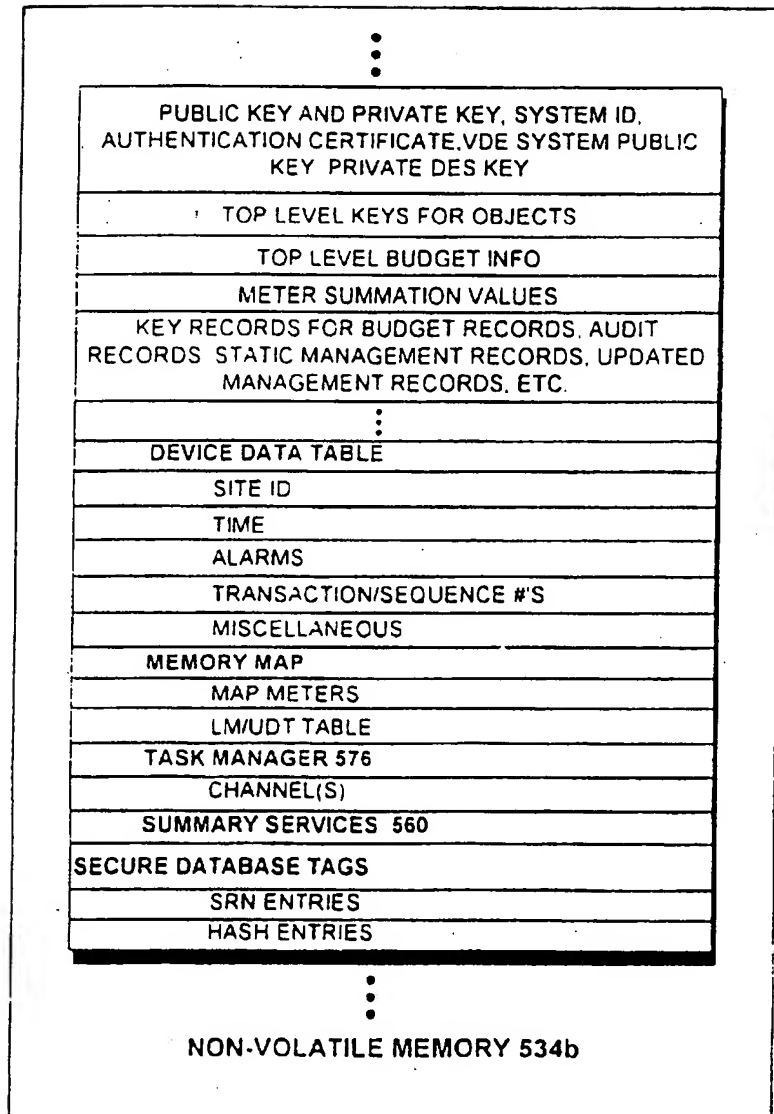 PUBLIC KEY AND PRIVATE KEY, SYSTEM ID,
AUTHENTICATION CERTIFICATE,VDE SYSTEM PUBLIC
KEY PRIVATE DES KEY
TOP LEVEL KEYS FOR OBJECTS
TOP LEVEL BUDGET INFO
METER SUMMATION VALUES
KEY RECORDS FOR BUDGET RECORDS, AUDIT
RECORDS STATIC MANAGEMENT RECORDS, UPDATED
MANAGEMENT RECORDS, ETC.
DEVICE DATA TABLE
SITE ID
TIME
ALARMS
TRANSACTION/SEQUENCE #'S
MISCELLANEOUS
MEMORY MAP
MAP METERS
LM/UDT TABLE
TASK MANAGER 576
CHANNEL(S)
SUMMARY SERVICES 560
SECURE DATABASE TAGS
SRN ENTRIES
HASH ENTRIES
NON-VOLATILE MEMORY 534b